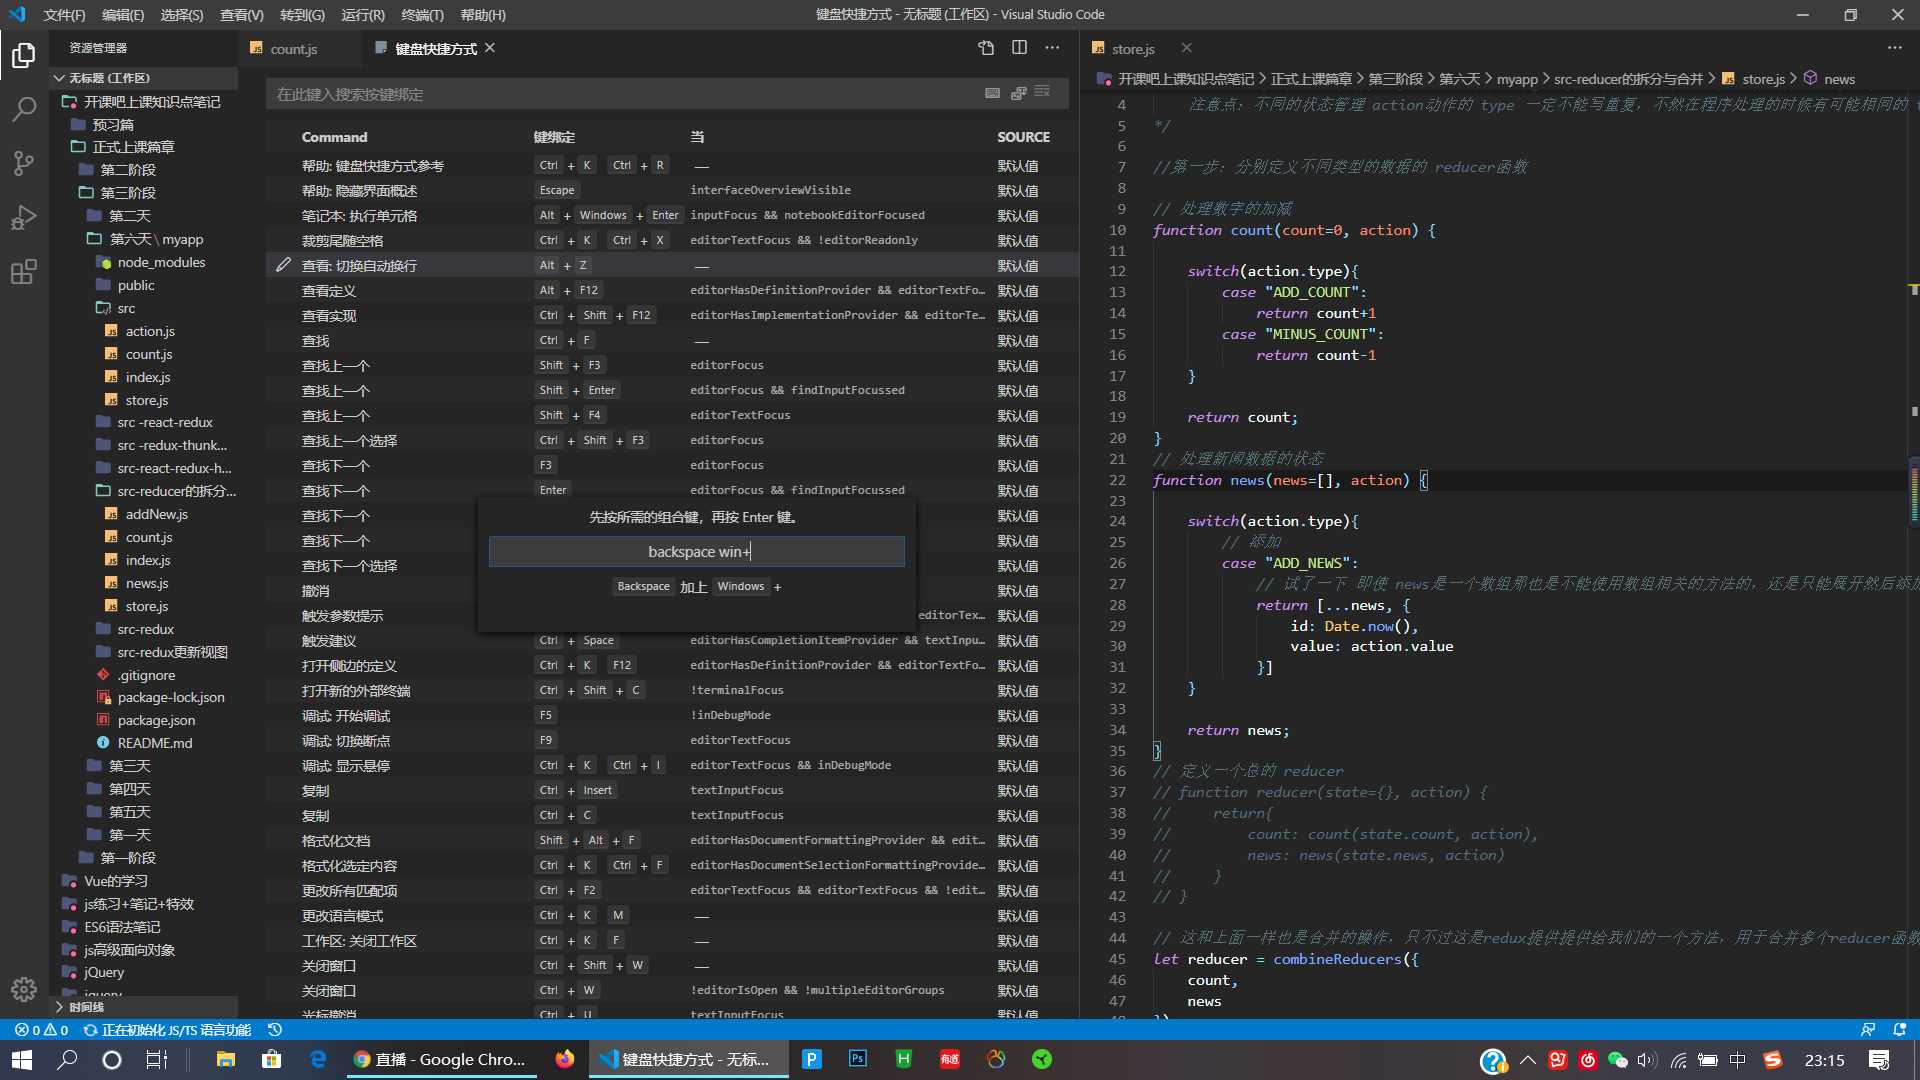 文件(F) 编辑(E) 选择(S) 查看(V) 转到(G) 运行(R) 终端(T) 帮助(H)
键盘快捷方式 - 无标题 (工作区) - Visual Studio Code
资源管理器
无标题 (工作区)
开课吧上课知识点笔记
预习篇
正式上课篇章
第二阶段
第三阶段
第二天
第六天 \ myapp
node_modules
public
src
action.js
count.js
index.js
store.js
src -react-redux
src -redux-thunk...
src-react-redux-h...
src-reducer的拆分...
addNew.js
count.js
index.js
news.js
store.js
src-redux
src-redux更新视图
.gitignore
package-lock.json
package.json
README.md
第三天
第四天
第五天
第一天
第一阶段
Vue的学习
js练习+笔记+特效
ES6语法笔记
js高级面向对象
jQuery
jquery
时间线
count.js
键盘快捷方式
在此键入搜索按键绑定
Command 键绑定 当 SOURCE
帮助: 键盘快捷方式参考 Ctrl + K Ctrl + R — 默认值
帮助: 隐藏界面概述 Escape interfaceOverviewVisible 默认值
笔记本: 执行单元格 Alt + Windows + Enter inputFocus && notebookEditorFocused 默认值
裁剪尾随空格 Ctrl + K Ctrl + X editorTextFocus && !editorReadonly 默认值
查看: 切换自动换行 Alt + Z — 默认值
查看定义 Alt + F12 editorHasDefinitionProvider && editorTextFo... 默认值
查看实现 Ctrl + Shift + F12 editorHasImplementationProvider && editorTe... 默认值
查找 Ctrl + F — 默认值
查找上一个 Shift + F3 editorFocus 默认值
查找上一个 Shift + Enter editorFocus && findInputFocussed 默认值
查找上一个 Shift + F4 editorTextFocus 默认值
查找上一个选择 Ctrl + Shift + F3 editorFocus 默认值
查找下一个 F3 editorFocus 默认值
查找下一个 Enter editorFocus && findInputFocussed 默认值
查找下一个 默认值
查找下一个 默认值
查找下一个选择 默认值
撤消 默认值
触发参数提示 editorTex... 默认值
触发建议 Ctrl + Space editorHasCompletionItemProvider && textInpu... 默认值
打开侧边的定义 Ctrl + K F12 editorHasDefinitionProvider && editorTextFo... 默认值
打开新的外部终端 Ctrl + Shift + C !terminalFocus 默认值
调试: 开始调试 F5 !inDebugMode 默认值
调试: 切换断点 F9 editorTextFocus 默认值
调试: 显示悬停 Ctrl + K Ctrl + I editorTextFocus && inDebugMode 默认值
复制 Ctrl + Insert textInputFocus 默认值
复制 Ctrl + C textInputFocus 默认值
格式化文档 Shift + Alt + F editorHasDocumentFormattingProvider && edit... 默认值
格式化选定内容 Ctrl + K Ctrl + F editorHasDocumentSelectionFormattingProvide... 默认值
更改所有匹配项 Ctrl + F2 editorTextFocus && editorTextFocus && !edit... 默认值
更改语言模式 Ctrl + K M — 默认值
工作区: 关闭工作区 Ctrl + K F — 默认值
关闭窗口 Ctrl + Shift + W — 默认值
关闭窗口 Ctrl + W !editorIsOpen && !multipleEditorGroups 默认值
光标撤消 Ctrl + U textInputFocus 默认值
先按所需的组合键，再按 Enter 键。
backspace win+
Backspace 加上 Windows +
store.js
开课吧上课知识点笔记 > 正式上课篇章 > 第三阶段 > 第六天 > myapp > src-reducer的拆分与合并 > store.js > news
4 注意点: 不同的状态管理 action动作的 type 一定不能写重复, 不然在程序处理的时候有可能相同的
5 */
6
7 //第一步: 分别定义不同类型的数据的 reducer函数
8
9 // 处理数字的加减
10 function count(count=0, action) {
11
12 switch(action.type){
13 case "ADD_COUNT":
14 return count+1
15 case "MINUS_COUNT":
16 return count-1
17 }
18
19 return count;
20 }
21 // 处理新闻数据的状态
22 function news(news=[], action) {
23
24 switch(action.type){
25 // 添加
26 case "ADD_NEWS":
27 // 试了一下 即使 news是一个数组那也是不能使用数组相关的方法的, 还是只能展开然后添加
28 return [...news, {
29 id: Date.now(),
30 value: action.value
31 }]
32 }
33
34 return news;
35 }
36 // 定义一个总的 reducer
37 // function reducer(state={}, action) {
38 // return{
39 // count: count(state.count, action),
40 // news: news(state.news, action)
41 // }
42 // }
43
44 // 这和上面一样也是合并的操作, 只不过这是redux提供提供给我们的一个方法, 用于合并多个reducer函数
45 let reducer = combineReducers({
46 count,
47 news
48 })
0 0 正在初始化 JS/TS 语言功能
直播 - Google Chro...
键盘快捷方式 - 无标...
中
23:15